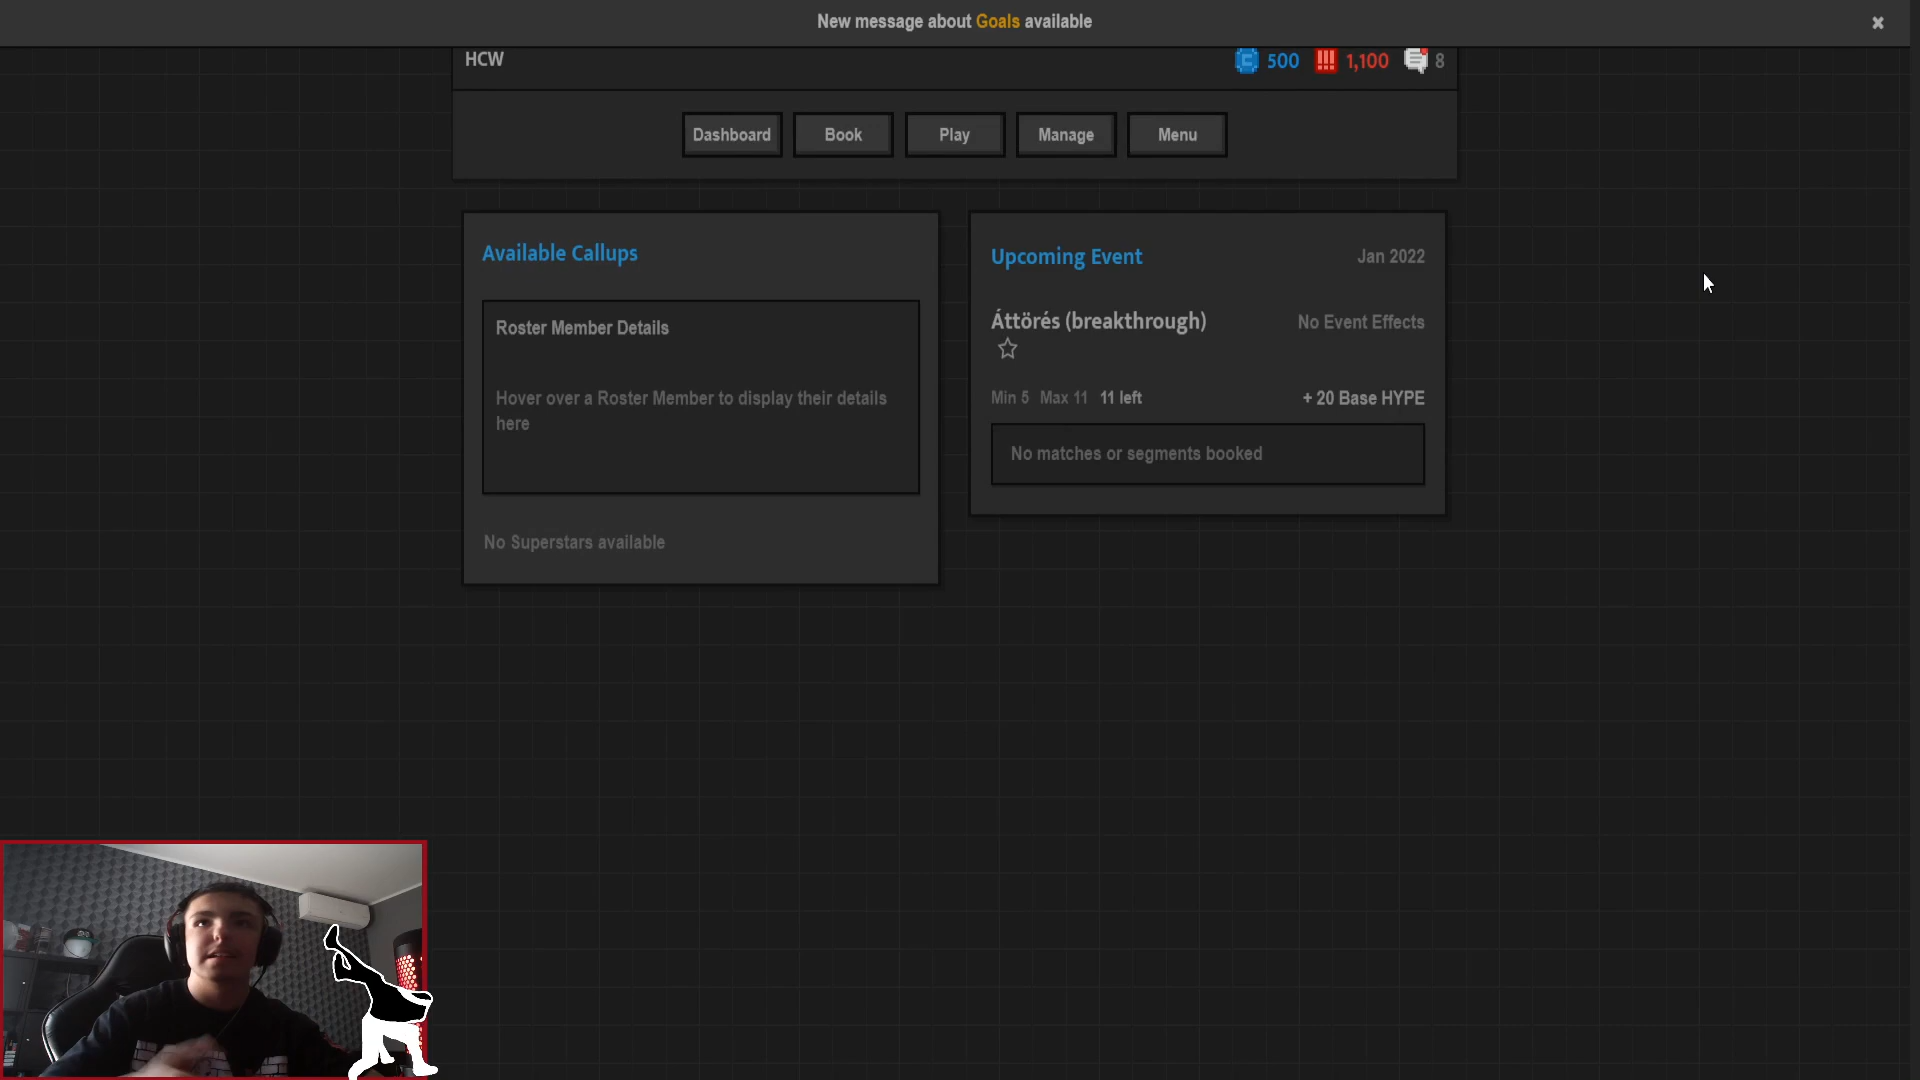 New message about Goals available
HCW
500 1,100 8
Dashboard Book Play Manage Menu
Available Callups
Roster Member Details
Hover over a Roster Member to display their details
here
No Superstars available
Upcoming Event Jan 2022
Áttörés (breakthrough) No Event Effects
Min 5 Max 11 11 left + 20 Base HYPE
No matches or segments booked